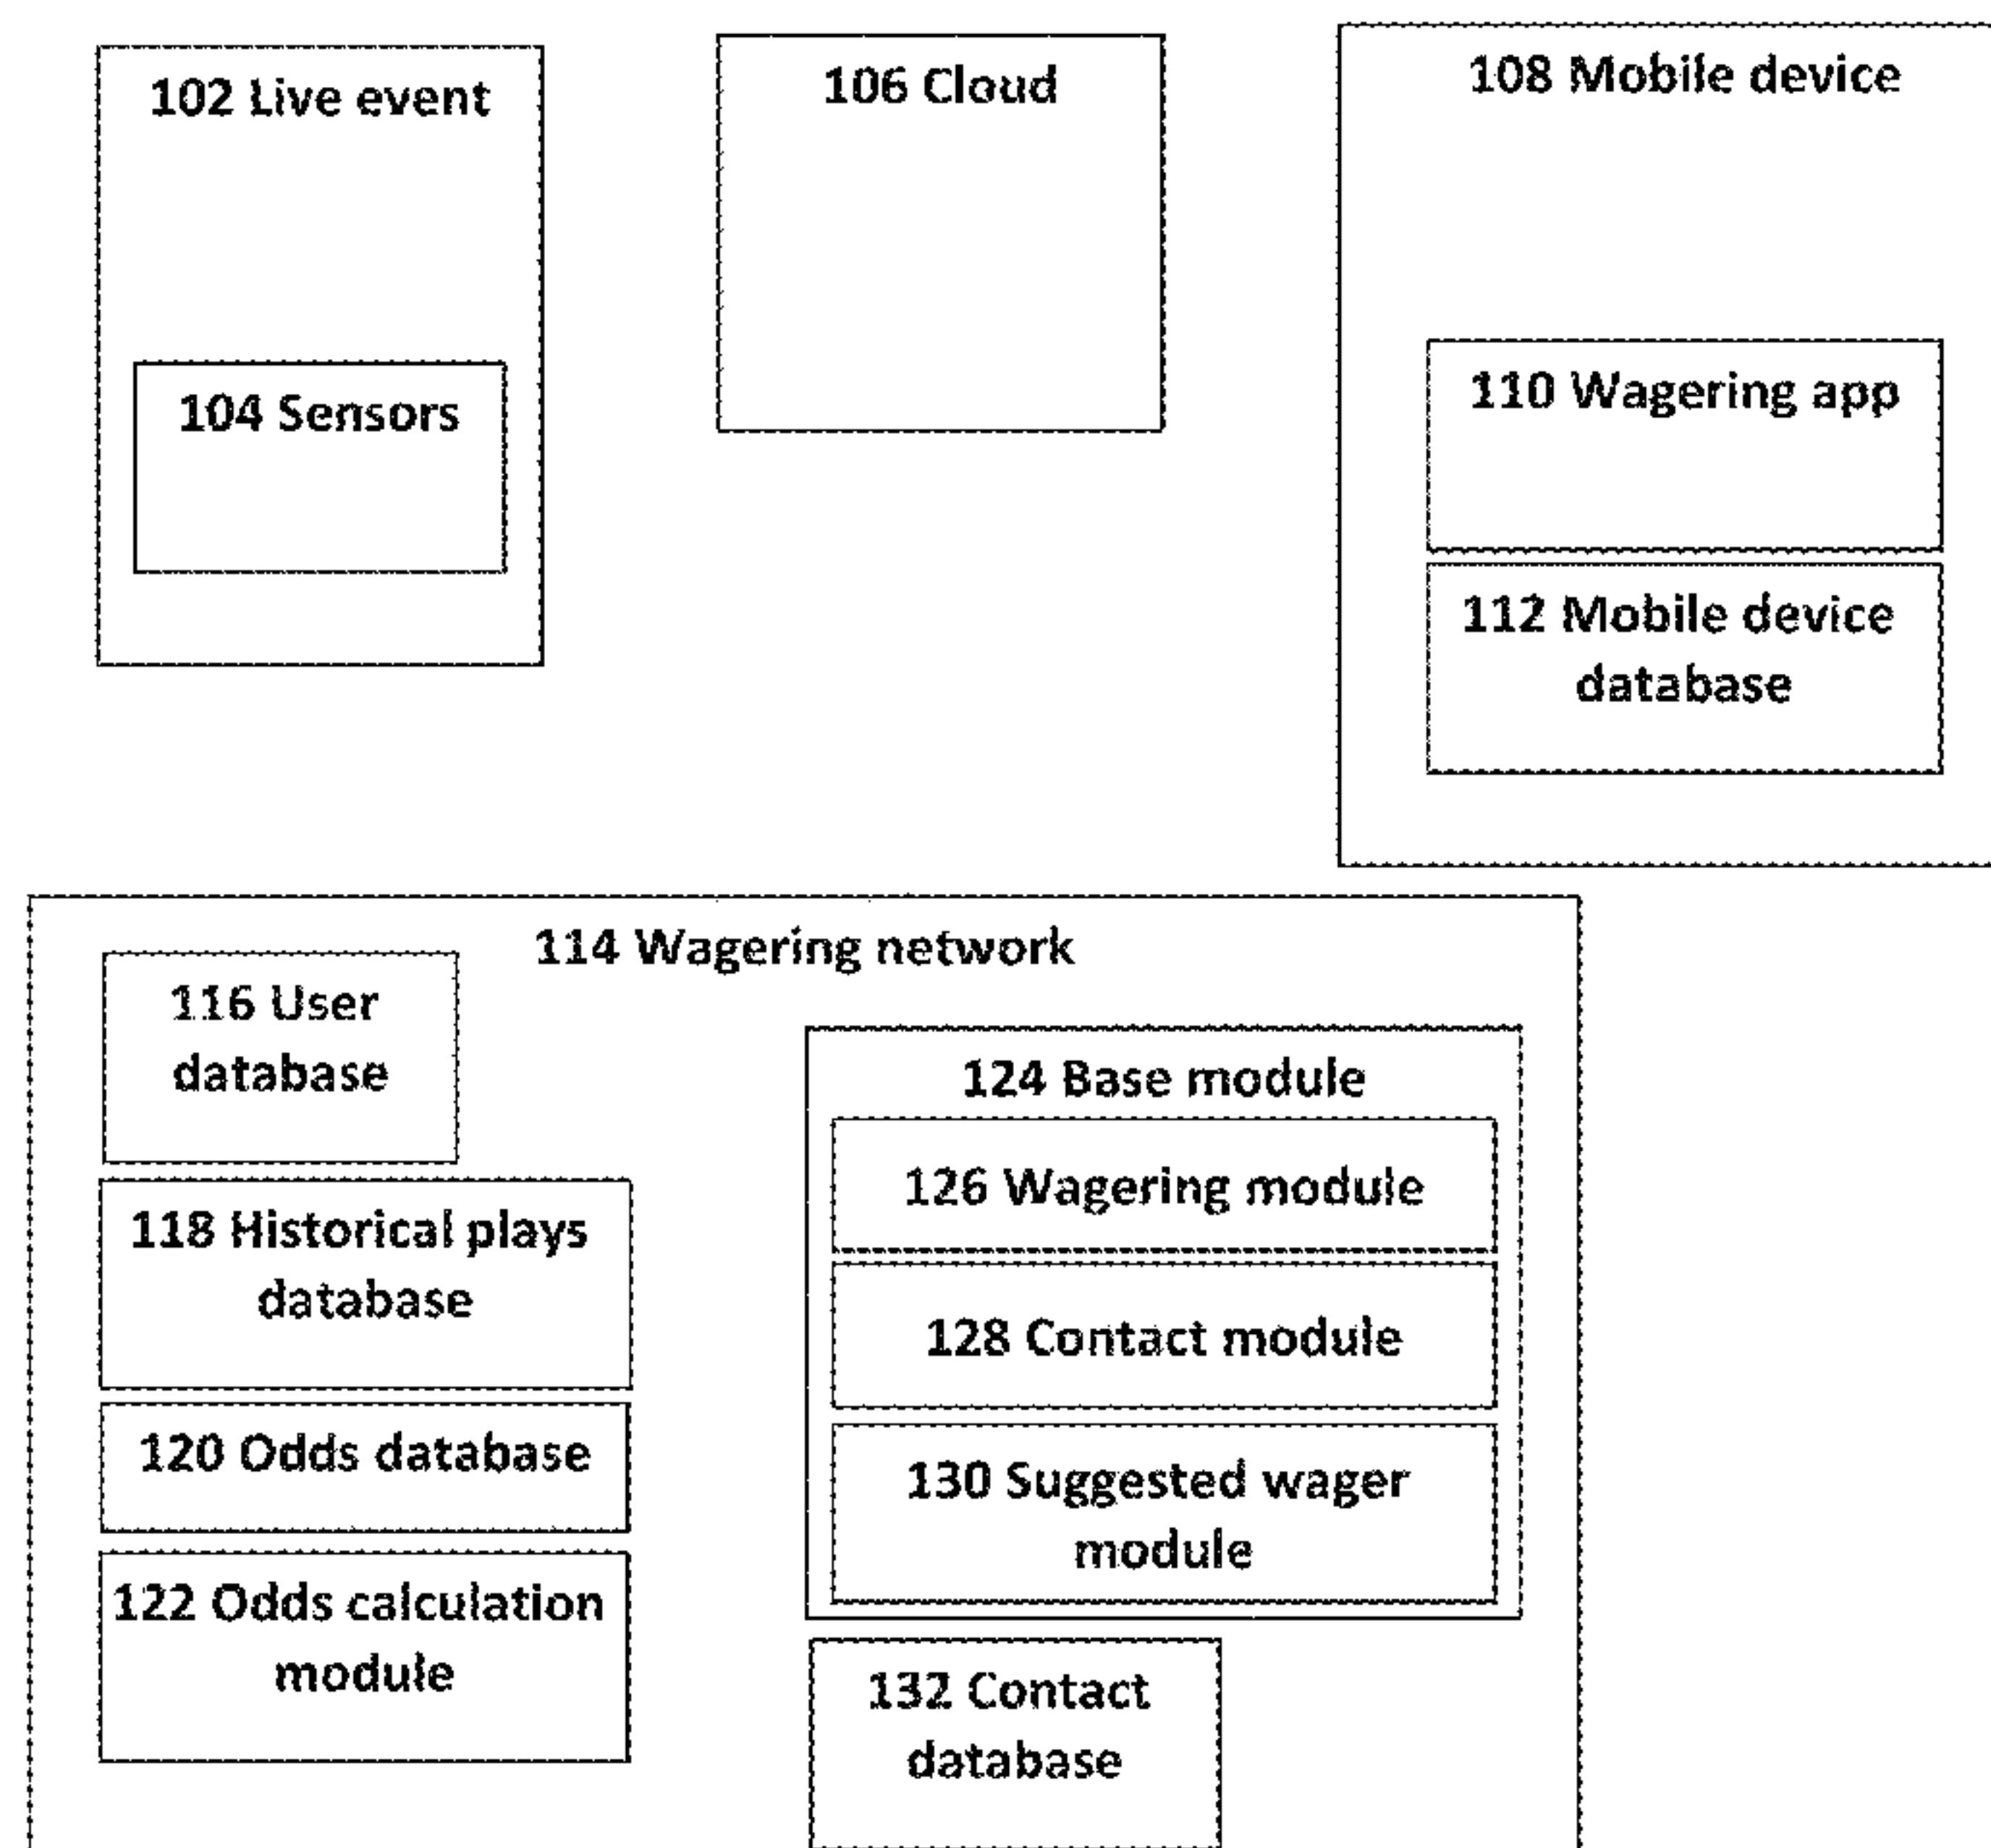 102 Live event
104 Sensors
106 Cloud
108 Mobile device
110 Wagering app
112 Mobile device
database
114 Wagering network
116 User
database
118 Historical plays
database
120 Odds database
122 Odds calculation
module
124 Base module
126 Wagering module
128 Contact module
130 Suggested wager
module
132 Contact
database